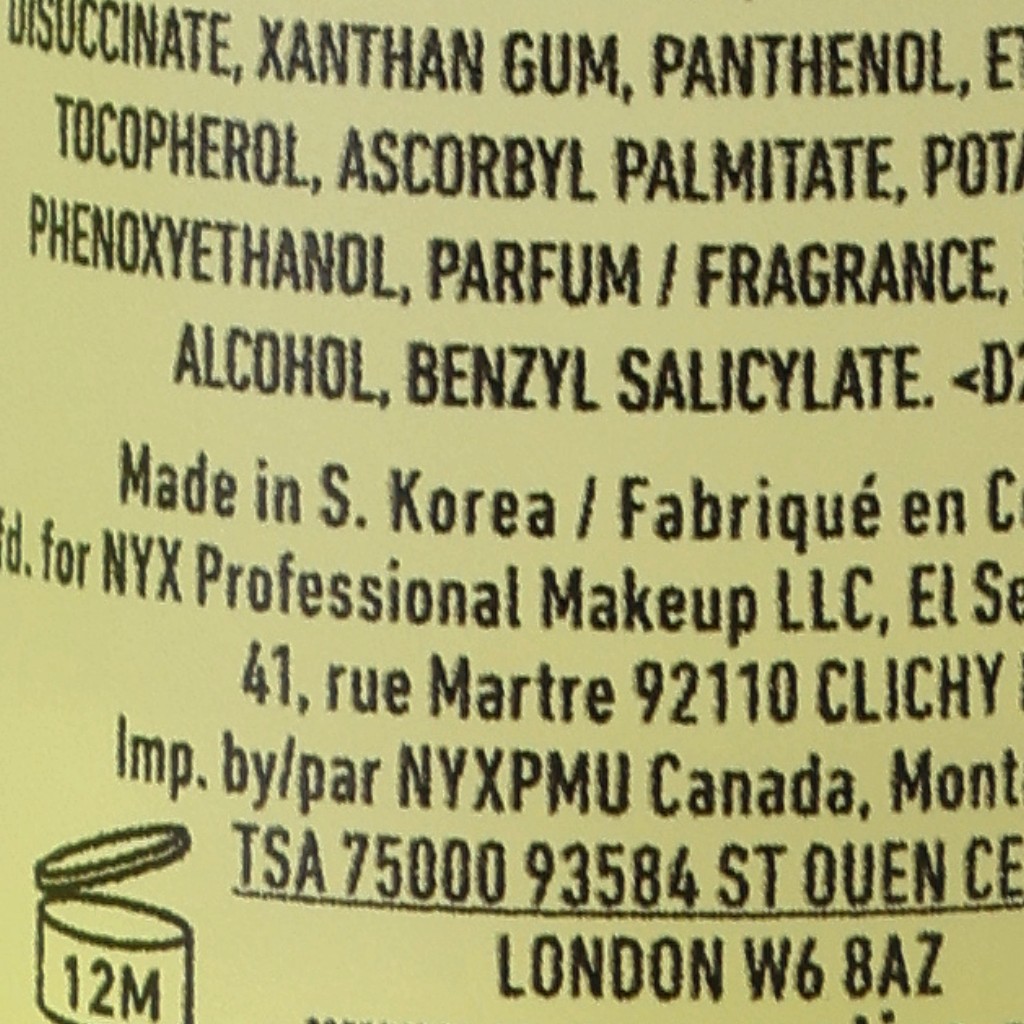 DISUCCINATE, XANTHAN GUM, PANTHENOL,
TOCOPHEROL, ASCORBYL PALMITATE,
PHENOXYETHANOL, PARFUM / FRAGRANCE,
ALCOHOL, BENZYL SALICYLATE.
Made in S. Korea / Fabriqué en
for NYX Professional Makeup LLC, El
41, rue Martre 92110 CLICHY
Imp. by/par NYXPMU Canada,
TSA 75000 93584 ST OUEN
LONDON W6 8AZ
12M